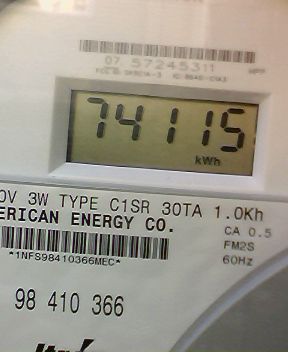 07 57245311
74115
kWh
0V 3W TYPE C1SR 30TA 1.0Kh
ERICAN ENERGY CO.
CA 0.5
FM2S
*1NFS98410366MEC*
60Hz
98 410 366